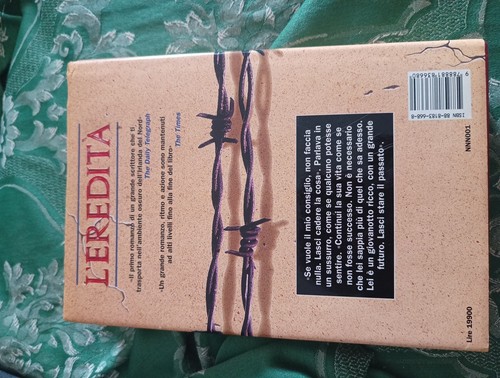 L'EREDITÀ
«Il primo romanzo di un grande scrittore che ti
trasporta nell'ambiente oscuro dell'Irlanda del Nord»
The Daily Telegraph
«Un grande romanzo, ritmo e azione sono mantenuti
ad alti livelli fino alla fine del libro»
The Times
«Se vuole il mio consiglio, non faccia
nulla. Lasci cadere la cosa». Parlava in
un sussurro, come se qualcuno potesse
sentire. «Continui la sua vita come se
non fosse successo. Non è necessario
che lei sappia più di quel che sa adesso.
Lei è un giovanotto ricco, con un grande
futuro. Lasci stare il passato».
ISBN 88-8183-668-8
9 788881 836680
NNN001
Lire 19900